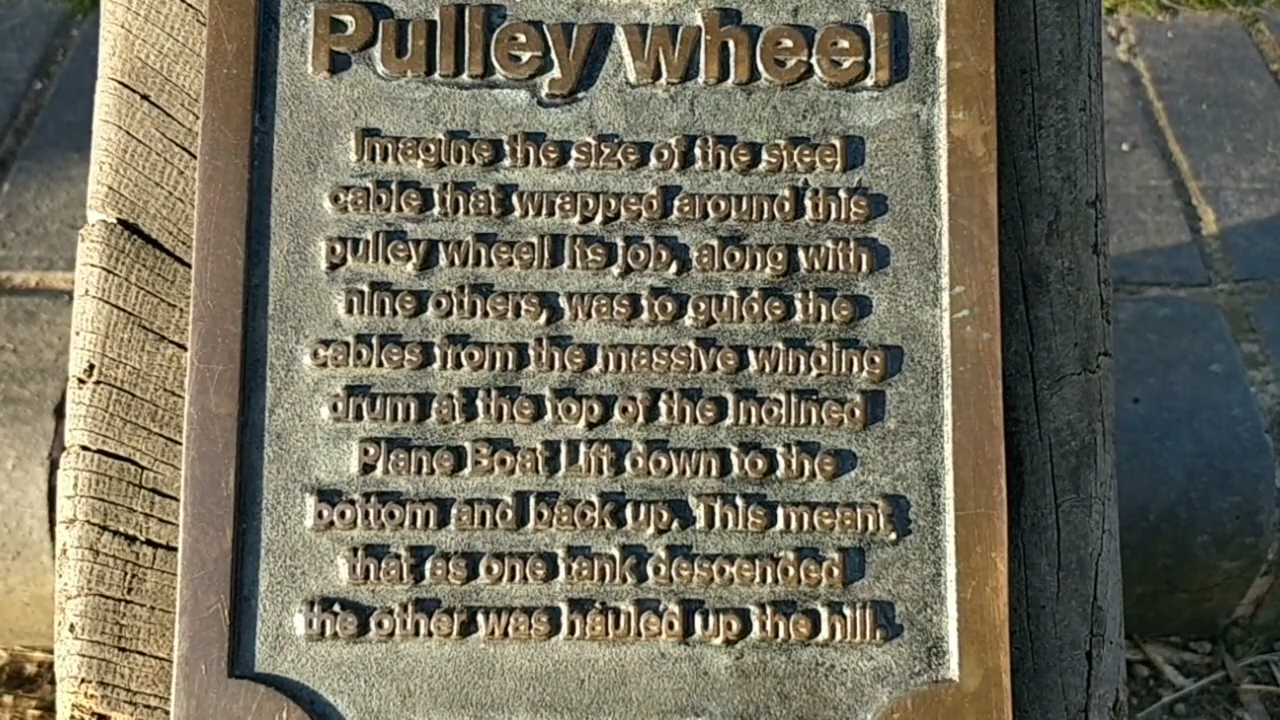 Pulley wheel
Imagine the size of the steel
cable that wrapped around this
pulley wheel! Its job, along with
nine others, was to guide the
cables from the massive winding
drum at the top of the Inclined
Plane Boat Lift down to the
bottom and back up. This meant,
that as one tank descended
the other was hauled up the hill.